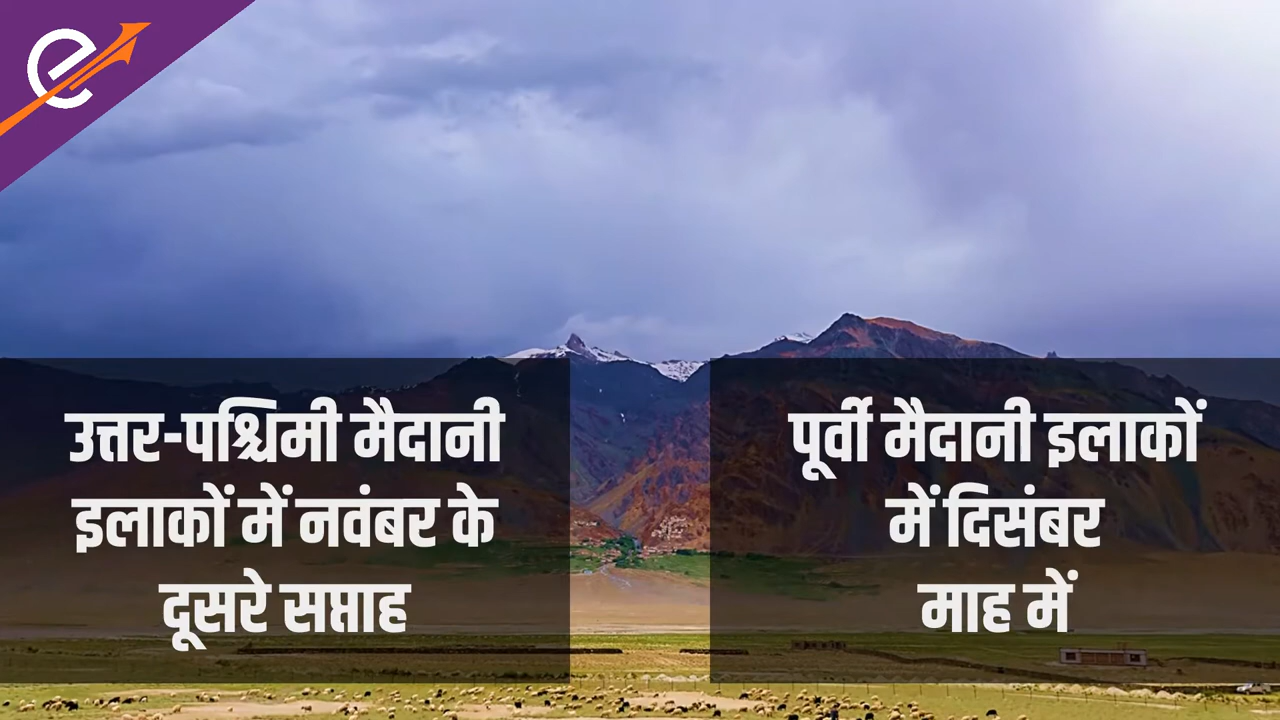 उत्तर-पश्चिमी मैदानी
इलाकों में नवंबर के
दूसरे सप्ताह
पूर्वी मैदानी इलाकों
में दिसंबर
माह में